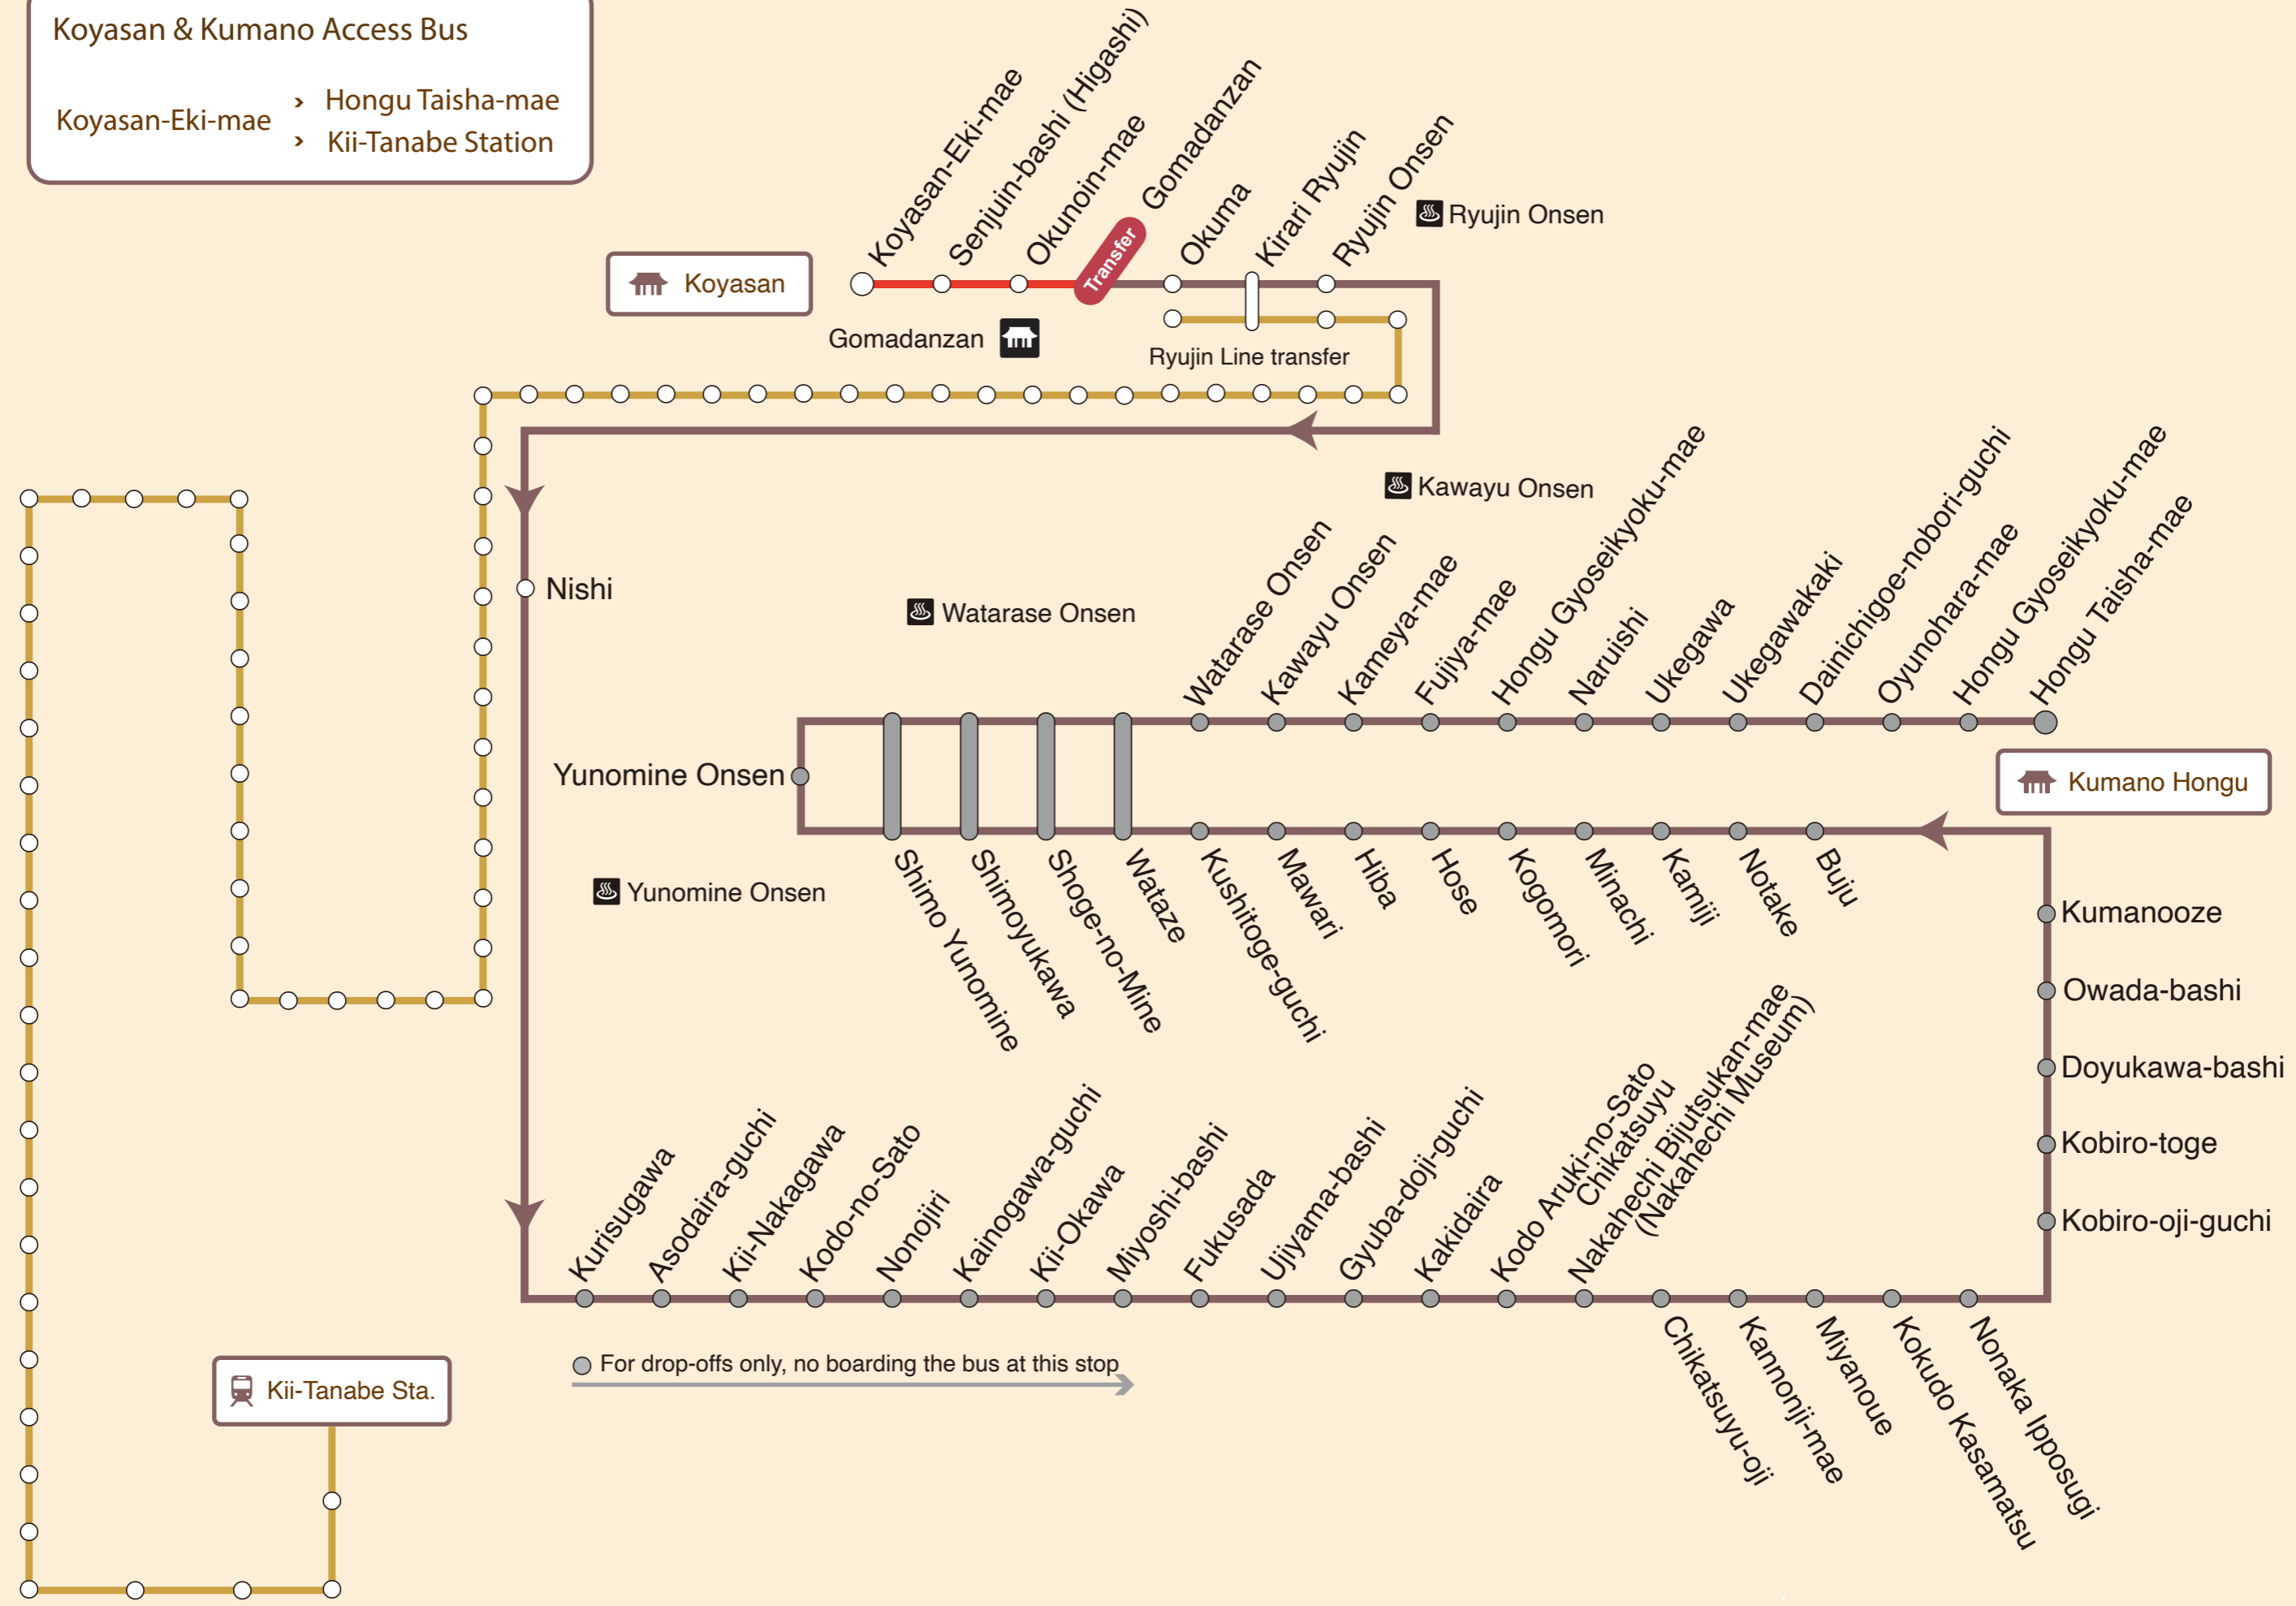 Koyasan & Kumano Access Bus
Koyasan-Eki-mae
› Hongu Taisha-mae
› Kii-Tanabe Station
Koyasan
Koyasan-Eki-mae
Senjuin-bashi (Higashi)
Okunoin-mae
Transfer
Gomadanzan
Okuma
Kirari Ryujin
Ryujin Onsen
Ryujin Onsen
Gomadanzan
Ryujin Line transfer
Nishi
Kawayu Onsen
Watarase Onsen
Watarase Onsen
Kawayu Onsen
Kameya-mae
Fujiya-mae
Hongu Gyoseikyoku-mae
Naruishi
Ukegawa
Ukegawakaki
Dainichigoe-nobori-guchi
Oyunohara-mae
Hongu Gyoseikyoku-mae
Hongu Taisha-mae
Yunomine Onsen
Kumano Hongu
Yunomine Onsen
Shimo Yunomine
Shimoyukawa
Shoge-no-Mine
Wataze
Kushitoge-guchi
Mawari
Hiba
Hose
Kogomori
Minachi
Kamiji
Notake
Buju
Kumanooze
Owada-bashi
Doyukawa-bashi
Kobiro-toge
Kobiro-oji-guchi
Kurisugawa
Asodaira-guchi
Kii-Nakagawa
Kodo-no-Sato
Nonojiri
Kainogawa-guchi
Kii-Okawa
Miyoshi-bashi
Fukusada
Ujiyama-bashi
Gyuba-doji-guchi
Kakidaira
Kodo Aruki-no-Sato
Chikatsuyu
Nakahechi Bijutsukan-mae
(Nakahechi Museum)
Chikatsuyu-oji
Kannonji-mae
Miyanoue
Kokudo Kasamatsu
Nonaka Ipposugi
For drop-offs only, no boarding the bus at this stop
Kii-Tanabe Sta.